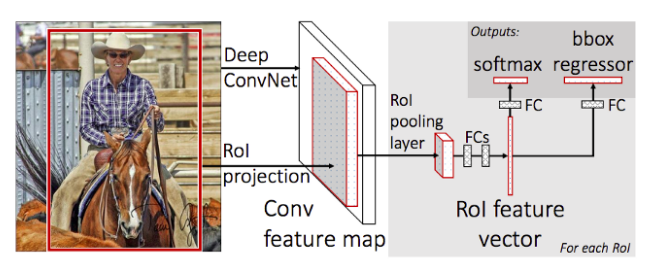 Outputs:
softmax
bbox
regressor
FC
FC
Deep
ConvNet
RoI
projection
Conv
feature map
RoI
pooling
layer
FCs
RoI feature
vector
For each RoI